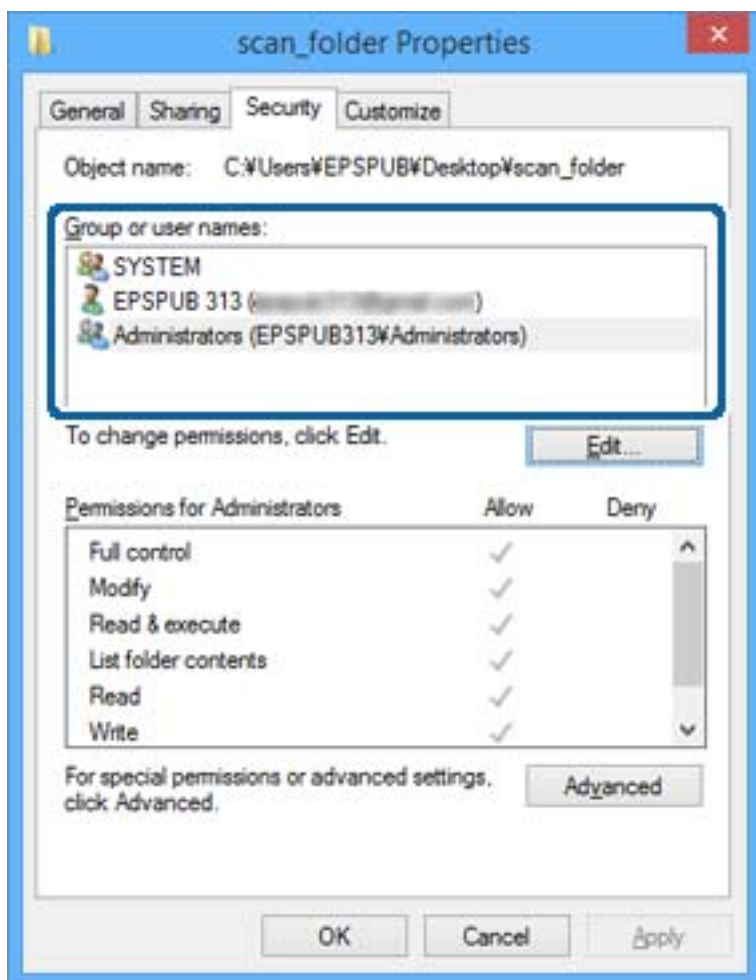 scan_folder Properties
General Sharing Security Customize
Object name: C:¥Users¥EPSPUB¥Desktop¥scan_folder
Group or user names:
SYSTEM
EPSPUB 313 ( )
Administrators (EPSPUB313¥Administrators)
To change permissions, click Edit.
Edit...
Permissions for Administrators Allow Deny
Full control
Modify
Read & execute
List folder contents
Read
Write
For special permissions or advanced settings,
click Advanced.
Advanced
OK Cancel Apply